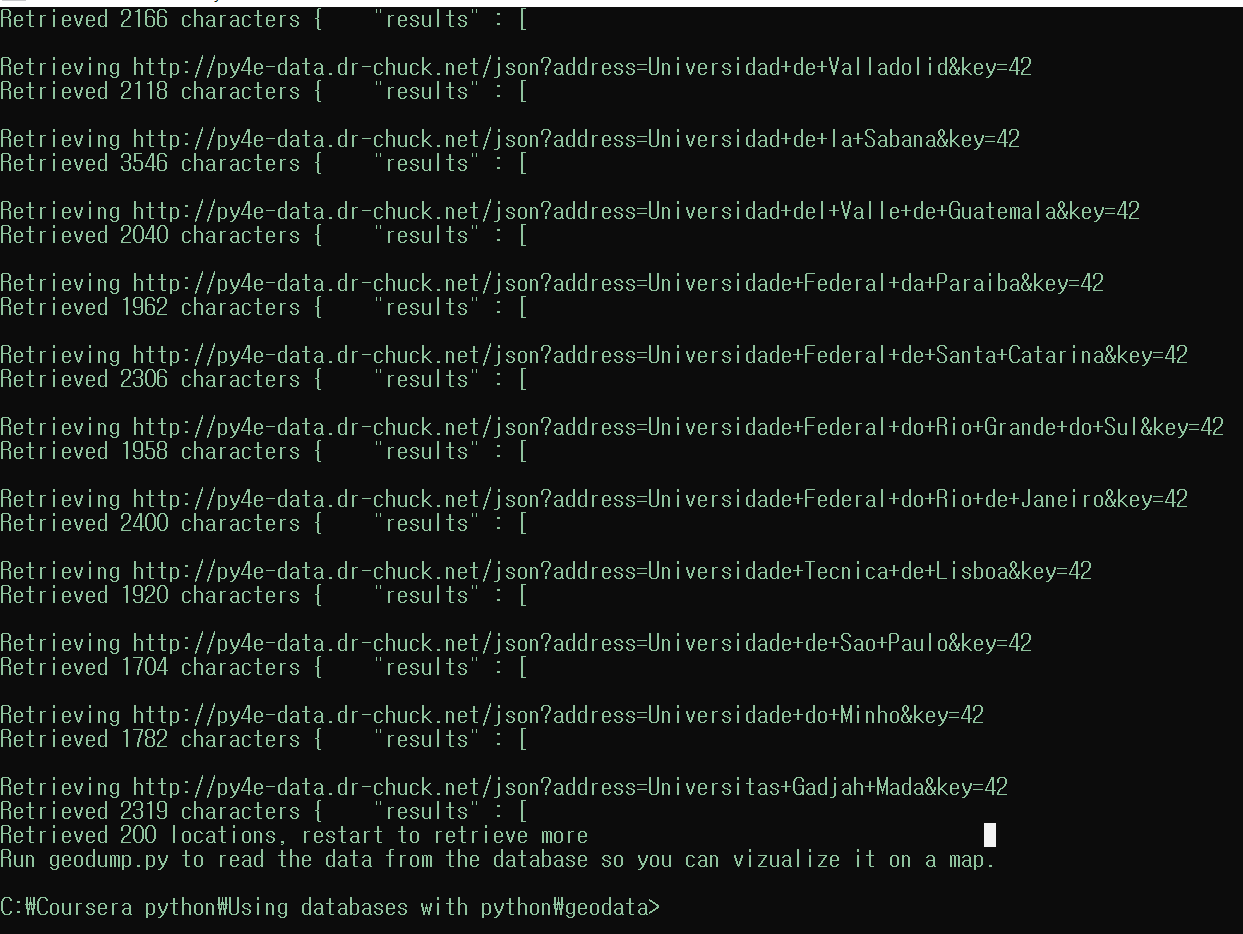 Retrieved 2166 characters {    "results" : [
Retrieving http://py4e-data.dr-chuck.net/json?address=Universidad+de+Valladolid&key=42
Retrieved 2118 characters {    "results" : [
Retrieving http://py4e-data.dr-chuck.net/json?address=Universidad+de+la+Sabana&key=42
Retrieved 3546 characters {    "results" : [
Retrieving http://py4e-data.dr-chuck.net/json?address=Universidad+del+Valle+de+Guatemala&key=42
Retrieved 2040 characters {    "results" : [
Retrieving http://py4e-data.dr-chuck.net/json?address=Universidade+Federal+da+Paraiba&key=42
Retrieved 1962 characters {    "results" : [
Retrieving http://py4e-data.dr-chuck.net/json?address=Universidade+Federal+de+Santa+Catarina&key=42
Retrieved 2306 characters {    "results" : [
Retrieving http://py4e-data.dr-chuck.net/json?address=Universidade+Federal+do+Rio+Grande+do+Sul&key=42
Retrieved 1958 characters {    "results" : [
Retrieving http://py4e-data.dr-chuck.net/json?address=Universidade+Federal+do+Rio+de+Janeiro&key=42
Retrieved 2400 characters {    "results" : [
Retrieving http://py4e-data.dr-chuck.net/json?address=Universidade+Tecnica+de+Lisboa&key=42
Retrieved 1920 characters {    "results" : [
Retrieving http://py4e-data.dr-chuck.net/json?address=Universidade+de+Sao+Paulo&key=42
Retrieved 1704 characters {    "results" : [
Retrieving http://py4e-data.dr-chuck.net/json?address=Universidade+do+Minho&key=42
Retrieved 1782 characters {    "results" : [
Retrieving http://py4e-data.dr-chuck.net/json?address=Universitas+Gadjah+Mada&key=42
Retrieved 2319 characters {    "results" : [
Retrieved 200 locations, restart to retrieve more
Run geodump.py to read the data from the database so you can vizualize it on a map.
C:₩Coursera python₩Using databases with python₩geodata>